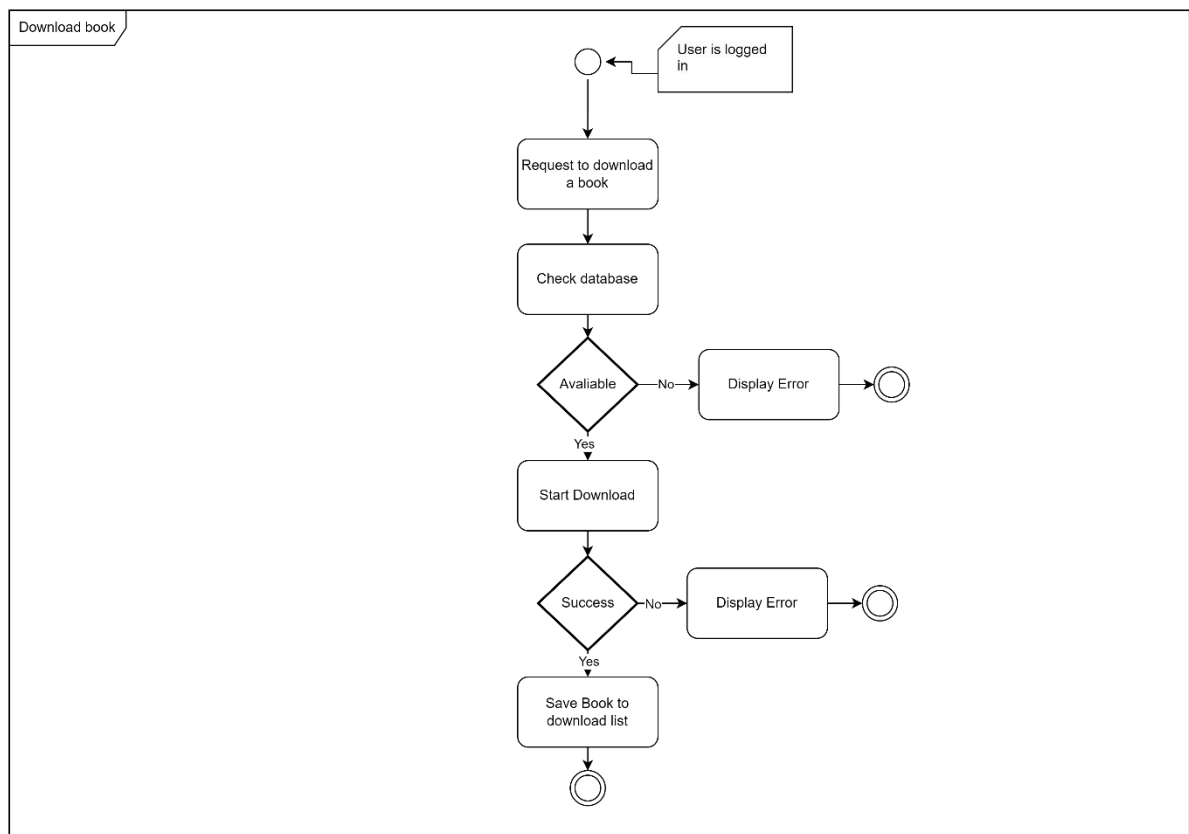 Download book
User is logged
in
Request to download
a book
Check database
Avaliable
No
Display Error
Yes
Start Download
Success
No
Display Error
Yes
Save Book to
download list